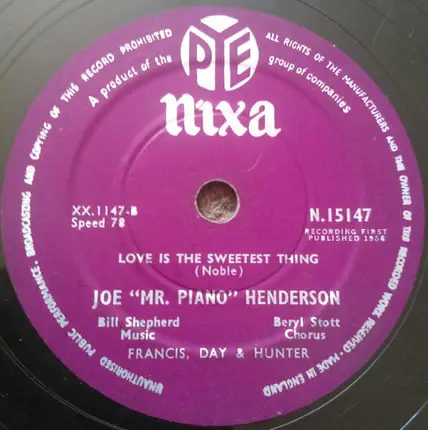 UNAUTHORISED PUBLIC PERFORMANCE, BROADCASTING AND COPYING OF THIS RECORD PROHIBITED
ALL RIGHTS OF THE MANUFACTURERS AND THE OWNER OF THE RECORDED WORK RESERVED · MADE IN ENGLAND
A product of the
PYE
group of companies
nixa
XX.1147-B
Speed 78
N.15147
RECORDING FIRST
PUBLISHED 1958
LOVE IS THE SWEETEST THING
(Noble)
JOE "MR. PIANO" HENDERSON
Bill Shepherd Beryl Stott
Music Chorus
FRANCIS, DAY & HUNTER